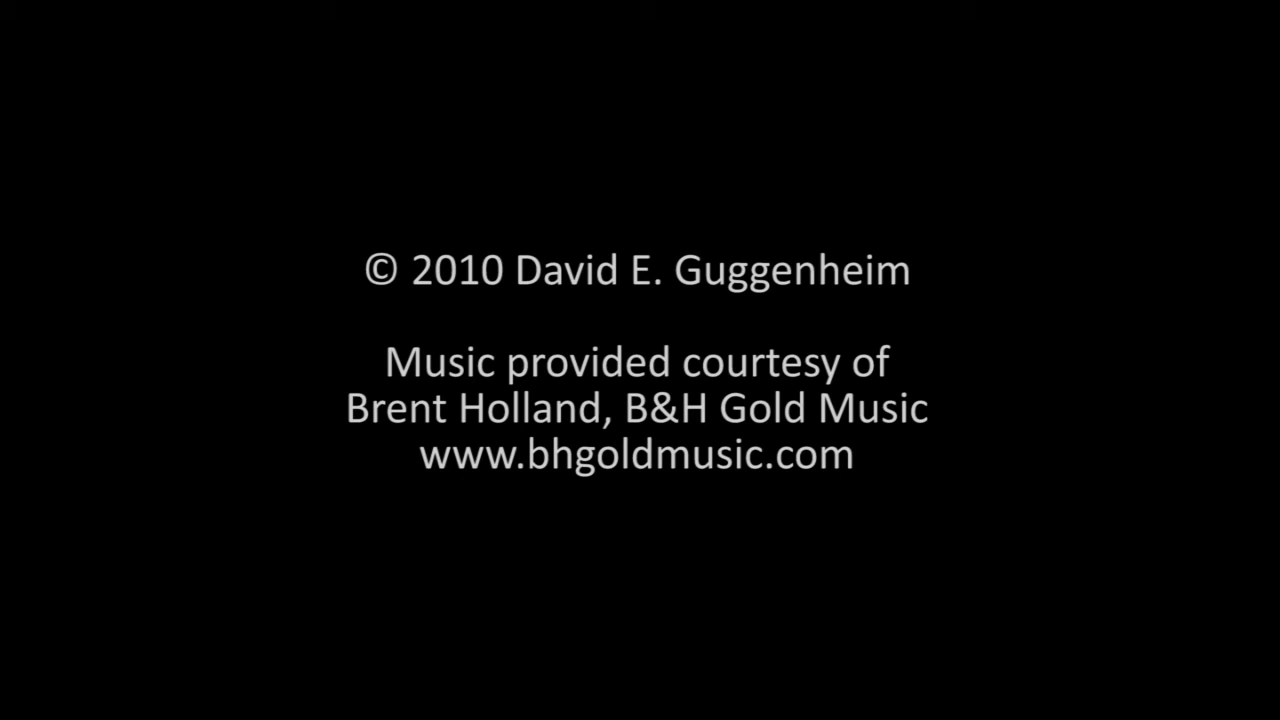 © 2010 David E. Guggenheim
Music provided courtesy of
Brent Holland, B&H Gold Music
www.bhgoldmusic.com